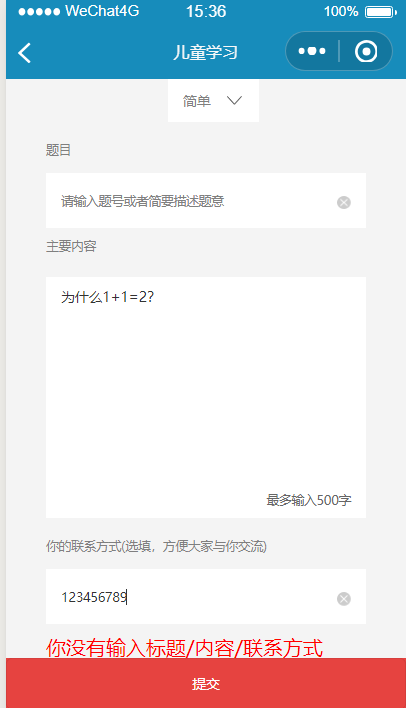 ●●●●● WeChat4G 15:36 100%
儿童学习
简单
题目
请输入题号或者简要描述题意
主要内容
为什么1+1=2?
最多输入500字
你的联系方式(选填，方便大家与你交流)
123456789
你没有输入标题/内容/联系方式
提交